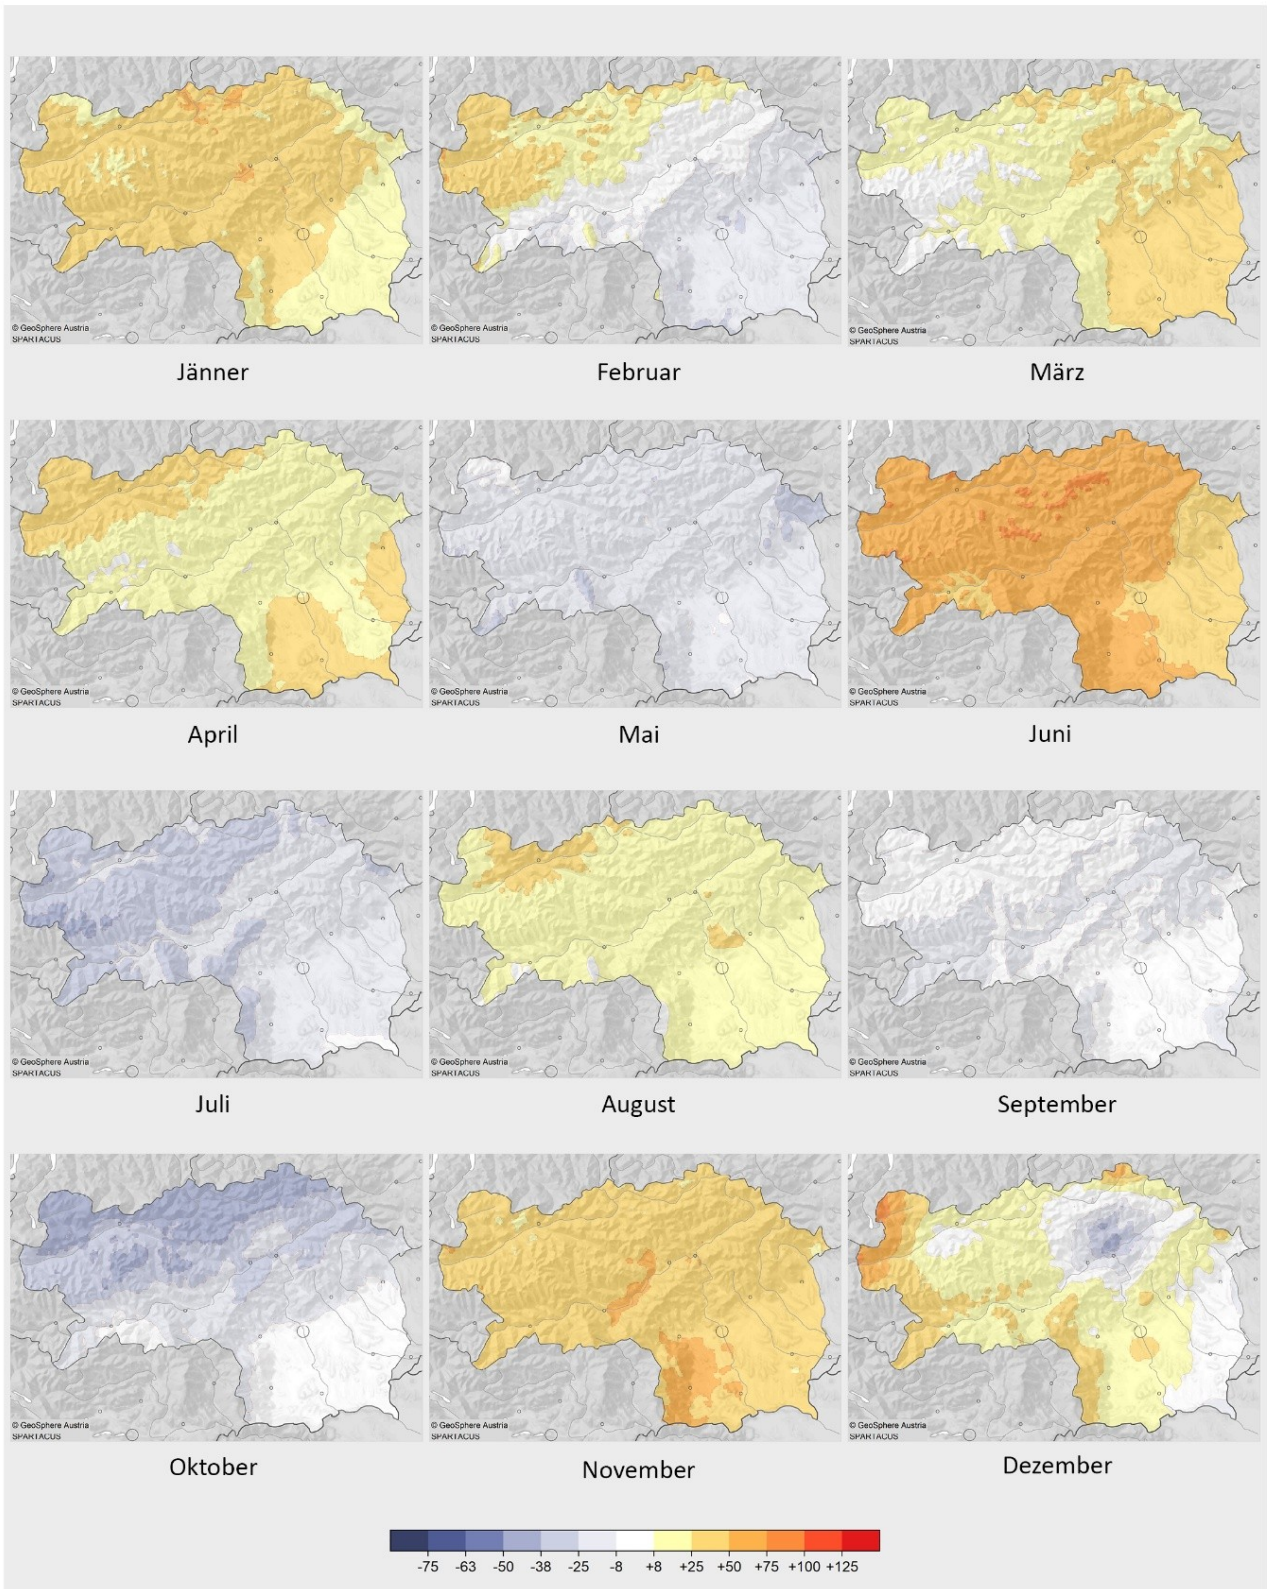 © GeoSphere Austria
SPARTACUS
© GeoSphere Austria
SPARTACUS
© GeoSphere Austria
SPARTACUS
Jänner
Februar
März
© GeoSphere Austria
SPARTACUS
© GeoSphere Austria
SPARTACUS
© GeoSphere Austria
SPARTACUS
April
Mai
Juni
© GeoSphere Austria
SPARTACUS
© GeoSphere Austria
SPARTACUS
© GeoSphere Austria
SPARTACUS
Juli
August
September
© GeoSphere Austria
SPARTACUS
© GeoSphere Austria
SPARTACUS
© GeoSphere Austria
SPARTACUS
Oktober
November
Dezember
-75 -63 -50 -38 -25 -8 +8 +25 +50 +75 +100 +125